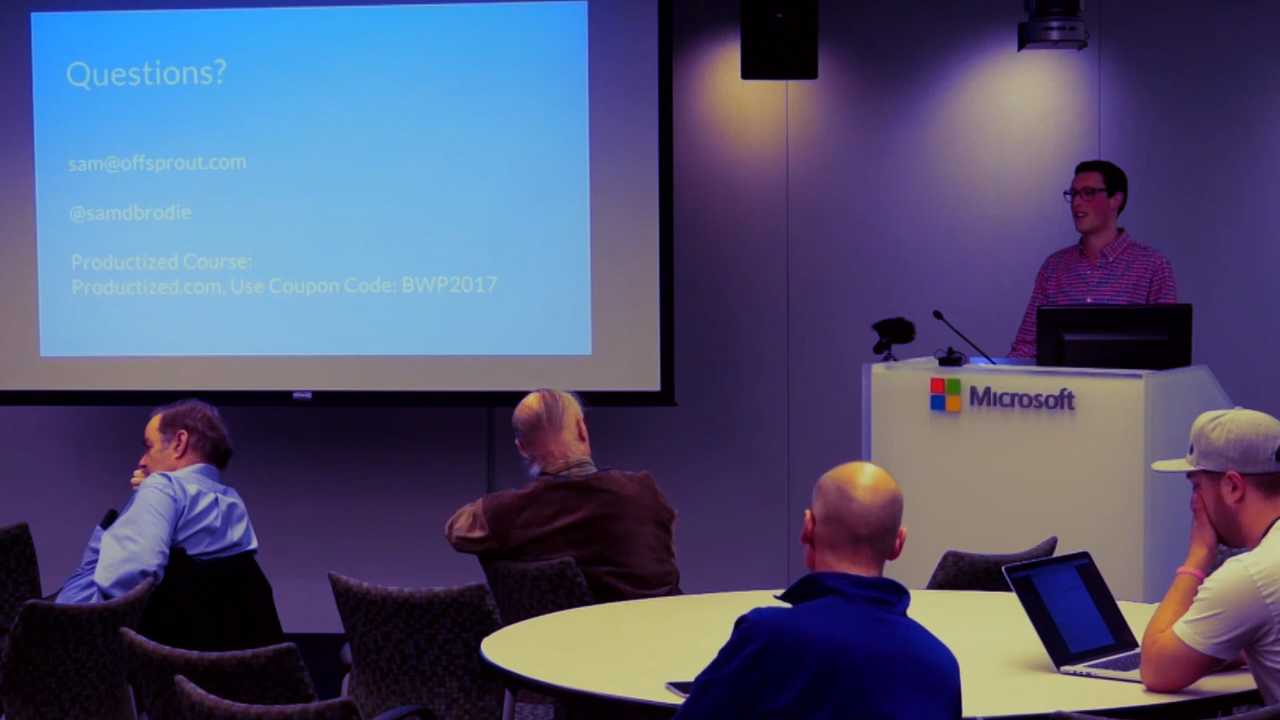 Questions?
sam@offsprout.com
@samdbrodie
Productized Course:
Productized.com, Use Coupon Code: BWP2017
Microsoft